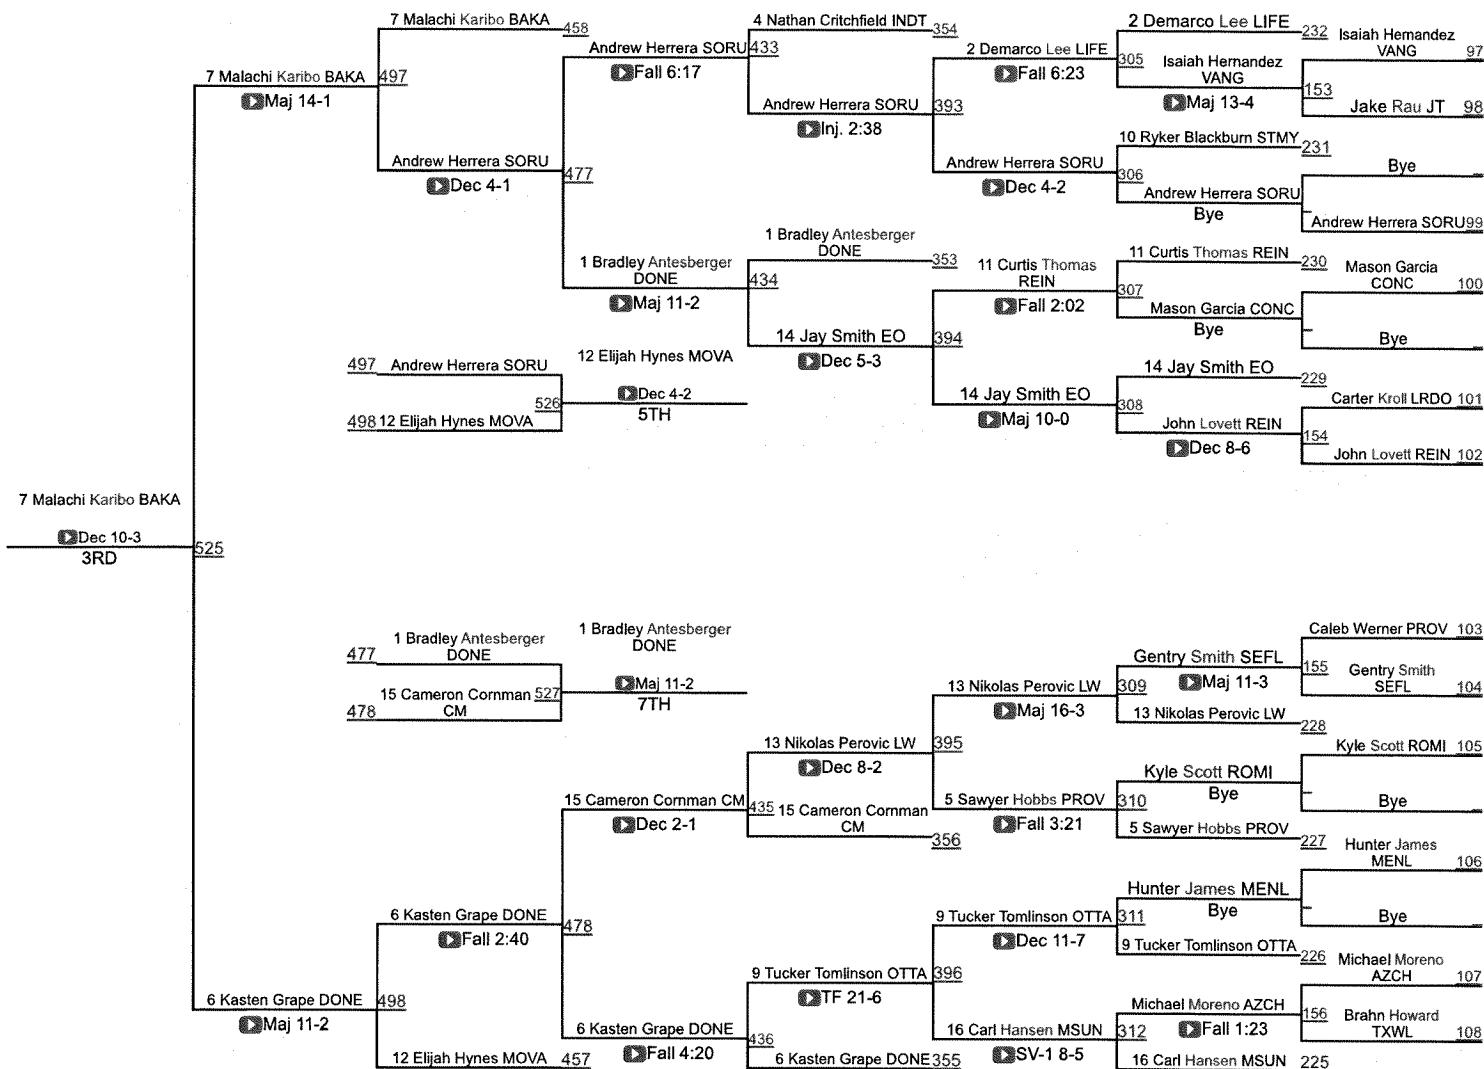 7 Malachi Karibo BAKA
458
4 Nathan Critchfield INDT
354
2 Demarco Lee LIFE
232
Isaiah Hernandez
VANG
97
Andrew Herrera SORU
433
Fall 6:17
2 Demarco Lee LIFE
305
Fall 6:23
Isaiah Hernandez
VANG
153
Maj 13-4
7 Malachi Karibo BAKA
497
Maj 14-1
Jake Rau JT
98
Andrew Herrera SORU
393
Inj. 2:38
10 Ryker Blackburn STMY
231
Bye
Andrew Herrera SORU
477
Dec 4-1
Andrew Herrera SORU
306
Dec 4-2
Andrew Herrera SORU
Bye
Andrew Herrera SORU
99
1 Bradley Antesberger
DONE
353
11 Curtis Thomas REIN
230
Mason Garcia
CONC
100
1 Bradley Antesberger
DONE
434
Maj 11-2
11 Curtis Thomas
REIN
307
Fall 2:02
Mason Garcia CONC
Bye
Bye
14 Jay Smith EO
394
Dec 5-3
497
Andrew Herrera SORU
12 Elijah Hynes MOVA
14 Jay Smith EO
229
Carter Kroll LRDO
101
526
Dec 4-2
5TH
14 Jay Smith EO
308
Maj 10-0
498
12 Elijah Hynes MOVA
John Lovett REIN
154
Dec 8-6
John Lovett REIN
102
7 Malachi Karibo BAKA
Dec 10-3
3RD
525
1 Bradley Antesberger
DONE
477
1 Bradley Antesberger
DONE
Caleb Werner PROV
103
Gentry Smith SEFL
155
Maj 11-3
Gentry Smith
SEFL
104
15 Cameron Cornman
CM
478
527
Maj 11-2
7TH
13 Nikolas Perovic LW
309
Maj 16-3
13 Nikolas Perovic LW
228
13 Nikolas Perovic LW
395
Dec 8-2
Kyle Scott ROMI
105
Kyle Scott ROMI
Bye
Bye
15 Cameron Cornman CM
435
Dec 2-1
15 Cameron Cornman
CM
356
5 Sawyer Hobbs PROV
310
Fall 3:21
5 Sawyer Hobbs PROV
227
Hunter James
MENL
106
Hunter James MENL
Bye
Bye
6 Kasten Grape DONE
478
Fall 2:40
9 Tucker Tomlinson OTTA
311
Dec 11-7
9 Tucker Tomlinson OTTA
226
Michael Moreno
AZCH
107
9 Tucker Tomlinson OTTA
396
TF 21-6
6 Kasten Grape DONE
498
Maj 11-2
Michael Moreno AZCH
156
Fall 1:23
Brahn Howard
TXWL
108
6 Kasten Grape DONE
436
Fall 4:20
16 Carl Hansen MSUN
312
SV-1 8-5
12 Elijah Hynes MOVA
457
6 Kasten Grape DONE
355
16 Carl Hansen MSUN
225